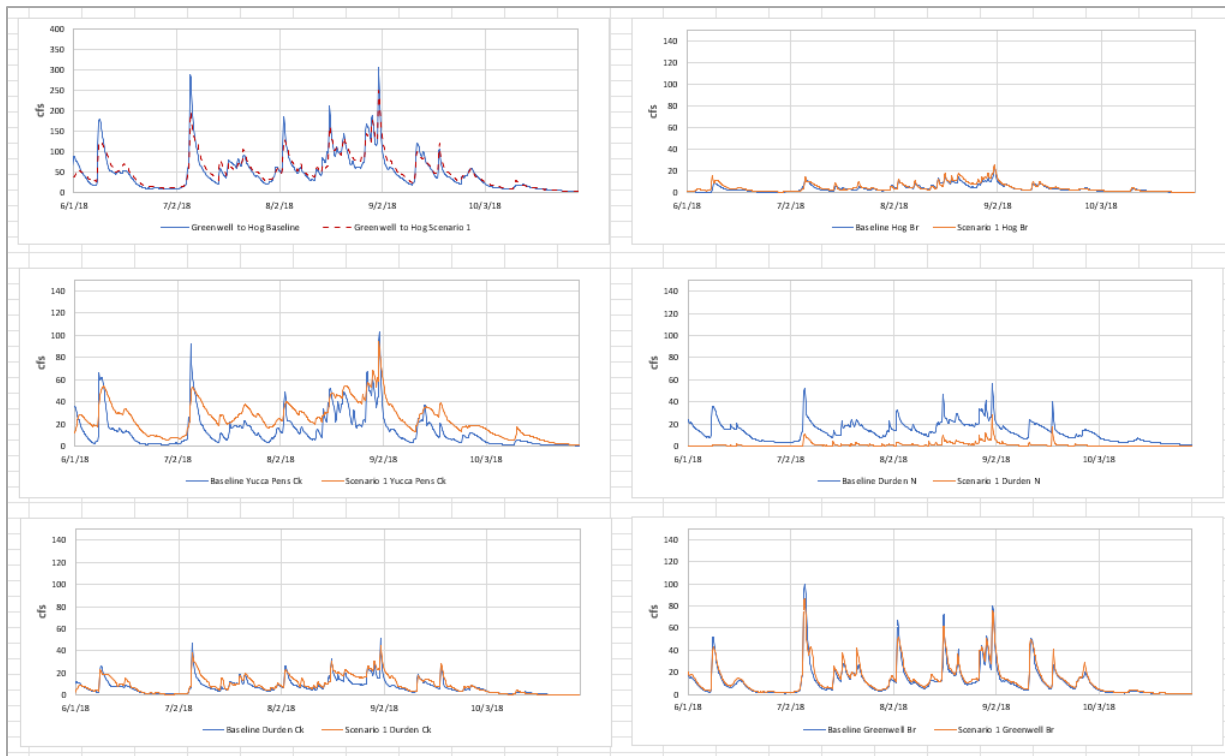 400
350
300
250
200
150
100
50
0
cfs
6/1/18 7/2/18 8/2/18 9/2/18 10/3/18
Greenwell to Hog Baseline Greenwell to Hog Scenario 1
140
120
100
80
60
40
20
0
cfs
6/1/18 7/2/18 8/2/18 9/2/18 10/3/18
Baseline Hog Br Scenario 1 Hog Br
140
120
100
80
60
40
20
0
cfs
6/1/18 7/2/18 8/2/18 9/2/18 10/3/18
Baseline Yucca Pens Ck Scenario 1 Yucca Pens Ck
140
120
100
80
60
40
20
0
cfs
6/1/18 7/2/18 8/2/18 9/2/18 10/3/18
Baseline Durden N Scenario 1 Durden N
140
120
100
80
60
40
20
0
cfs
6/1/18 7/2/18 8/2/18 9/2/18 10/3/18
Baseline Durden Ck Scenario 1 Durden Ck
140
120
100
80
60
40
20
0
cfs
6/1/18 7/2/18 8/2/18 9/2/18 10/3/18
Baseline Greenwell Br Scenario 1 Greenwell Br